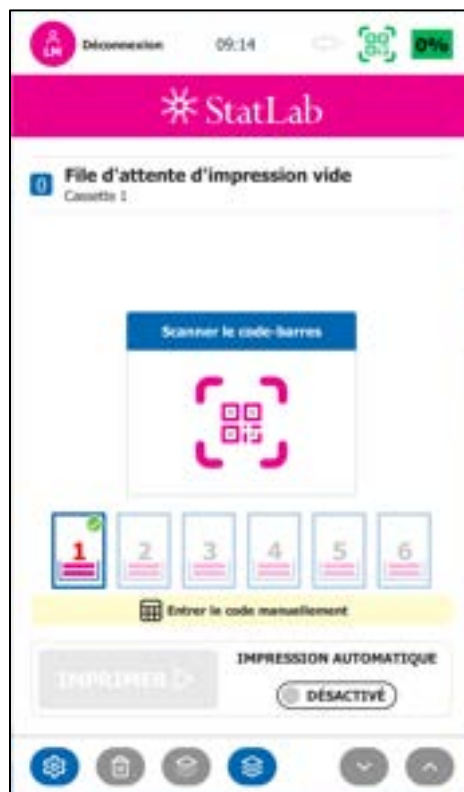 LM Déconnexion 09:14 0%
StatLab
0 File d'attente d'impression vide
Cassette 1
Scanner le code-barres
1 2 3 4 5 6
Entrer le code manuellement
IMPRIMER
IMPRESSION AUTOMATIQUE
DÉSACTIVÉ